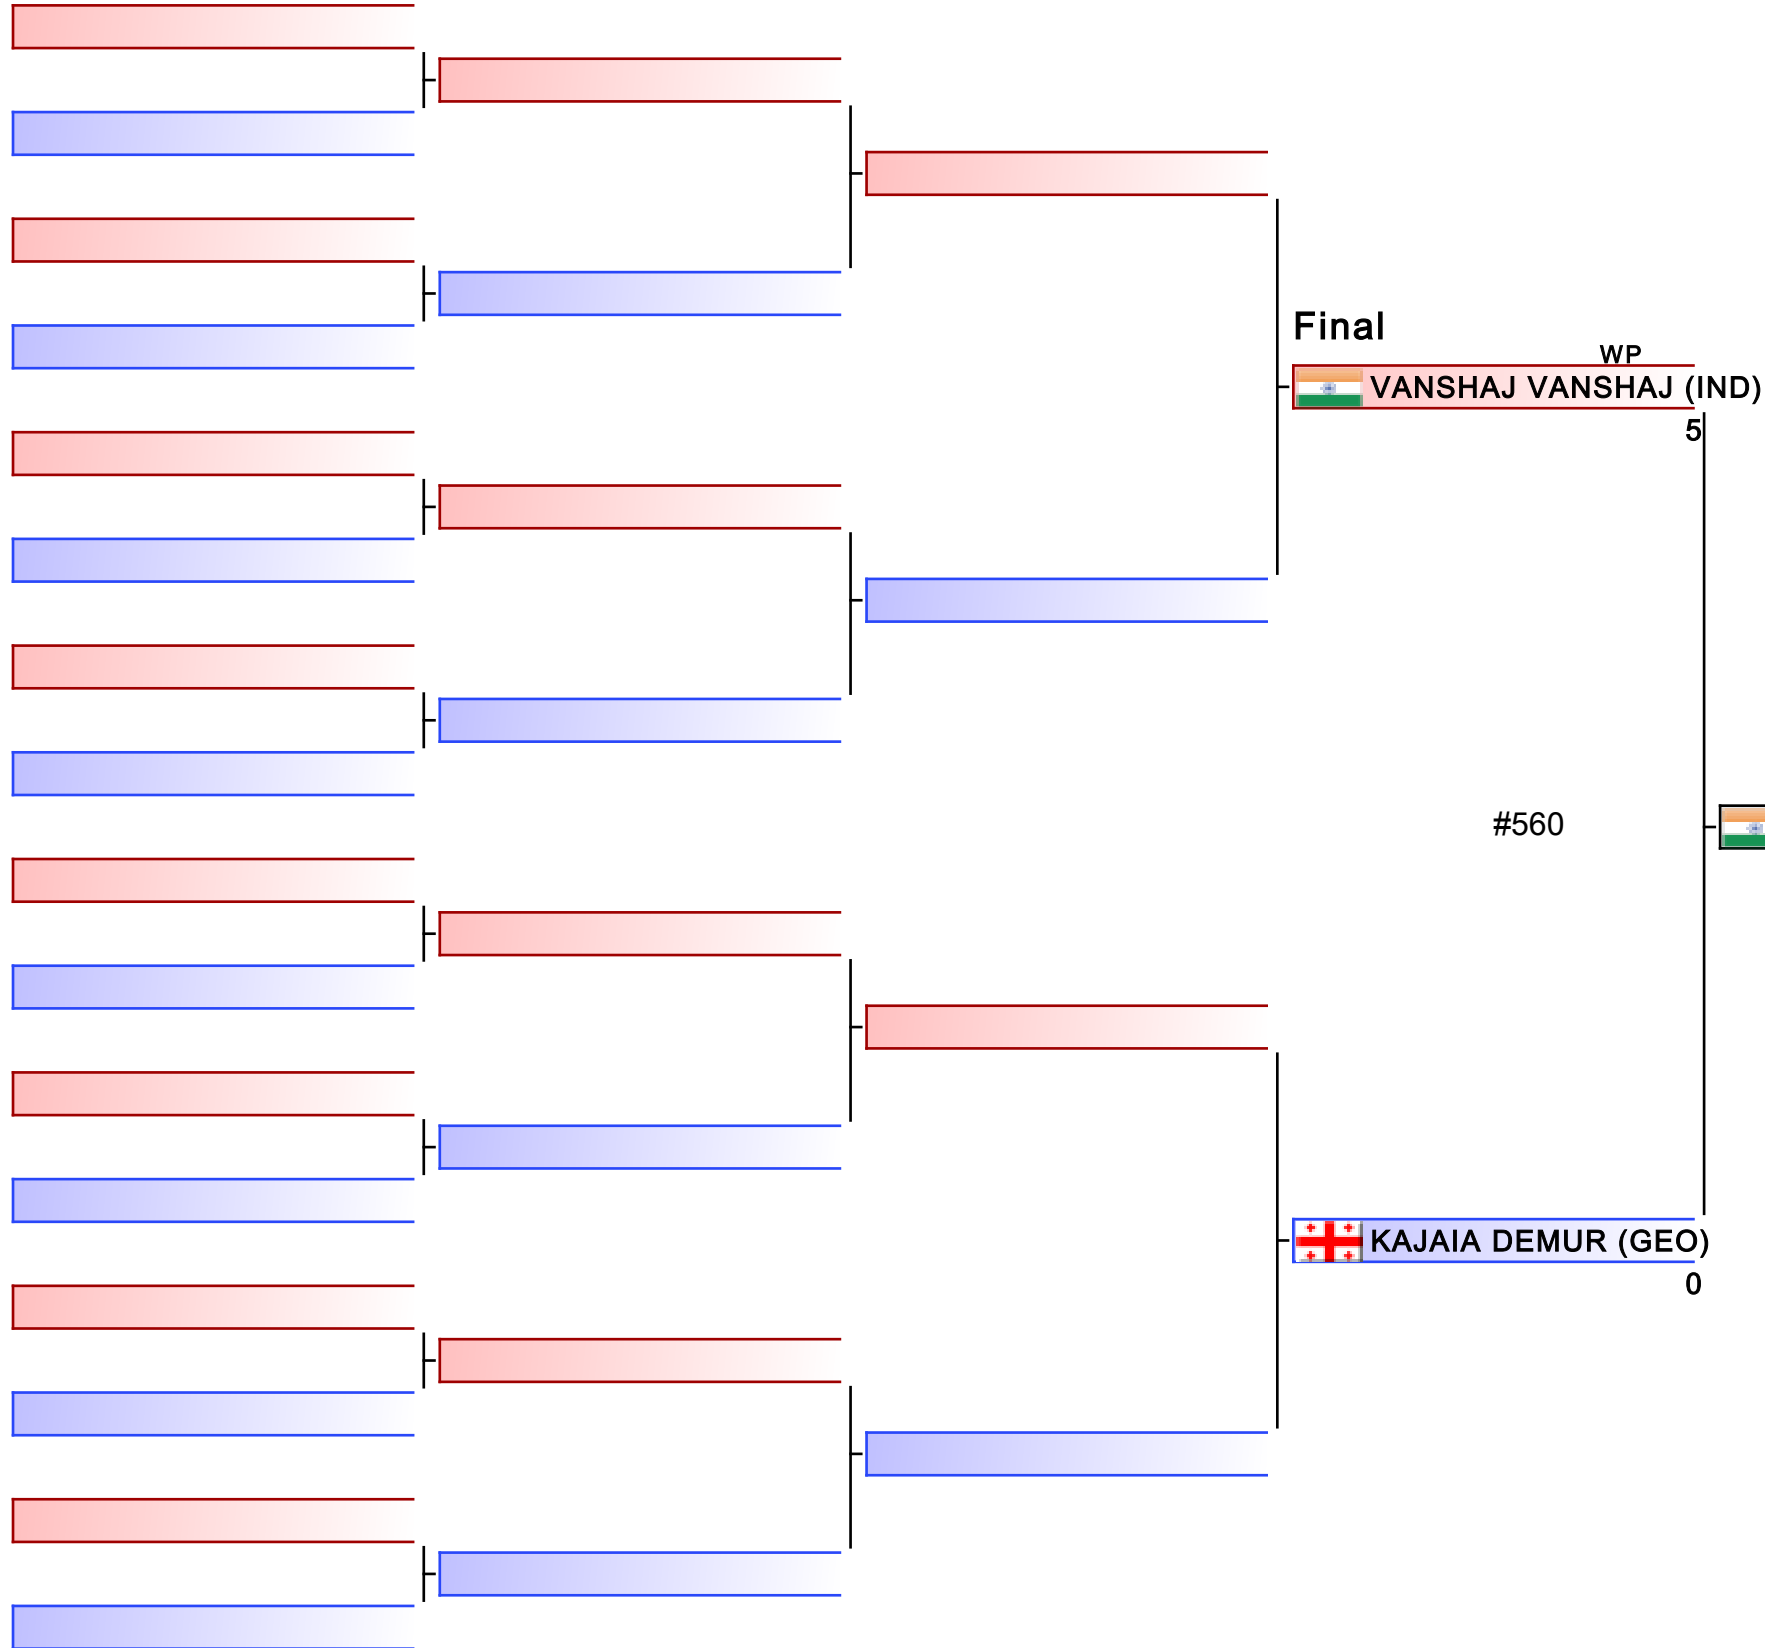 Final
WP
VANSHAJ VANSHAJ (IND)
5
#560
KAJAIA DEMUR (GEO)
0